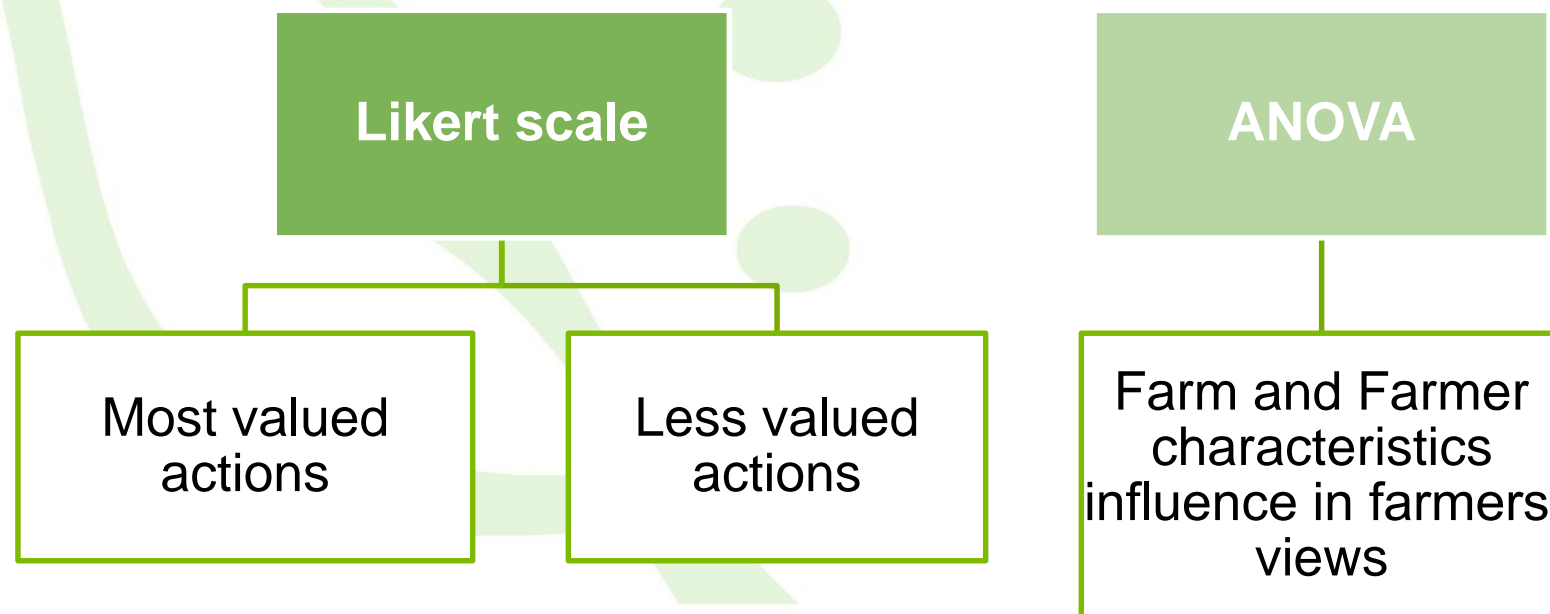 Likert scale
ANOVA
Most valued
actions
Less valued
actions
Farm and Farmer
characteristics
influence in farmers
views